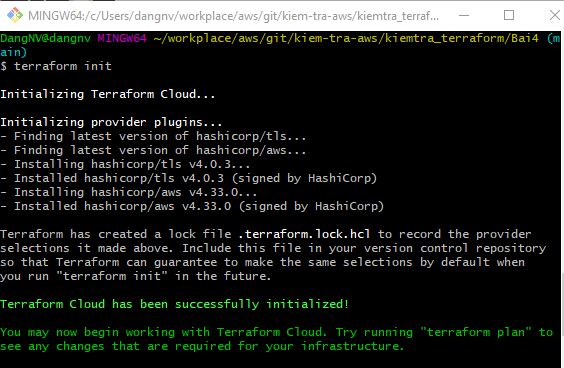 MINGW64:/c/Users/dangnv/workplace/aws/git/kiem-tra-aws/kiemtra_terraf...
DangNV@dangnv MINGW64 ~/workplace/aws/git/kiem-tra-aws/kiemtra_terraform/Bai4 (m
ain)
$ terraform init
Initializing Terraform Cloud...
Initializing provider plugins...
- Finding latest version of hashicorp/tls...
- Finding latest version of hashicorp/aws...
- Installing hashicorp/tls v4.0.3...
- Installed hashicorp/tls v4.0.3 (signed by HashiCorp)
- Installing hashicorp/aws v4.33.0...
- Installed hashicorp/aws v4.33.0 (signed by HashiCorp)
Terraform has created a lock file .terraform.lock.hcl to record the provider
selections it made above. Include this file in your version control repository
so that Terraform can guarantee to make the same selections by default when
you run "terraform init" in the future.
Terraform Cloud has been successfully initialized!
You may now begin working with Terraform Cloud. Try running "terraform plan" to
see any changes that are required for your infrastructure.